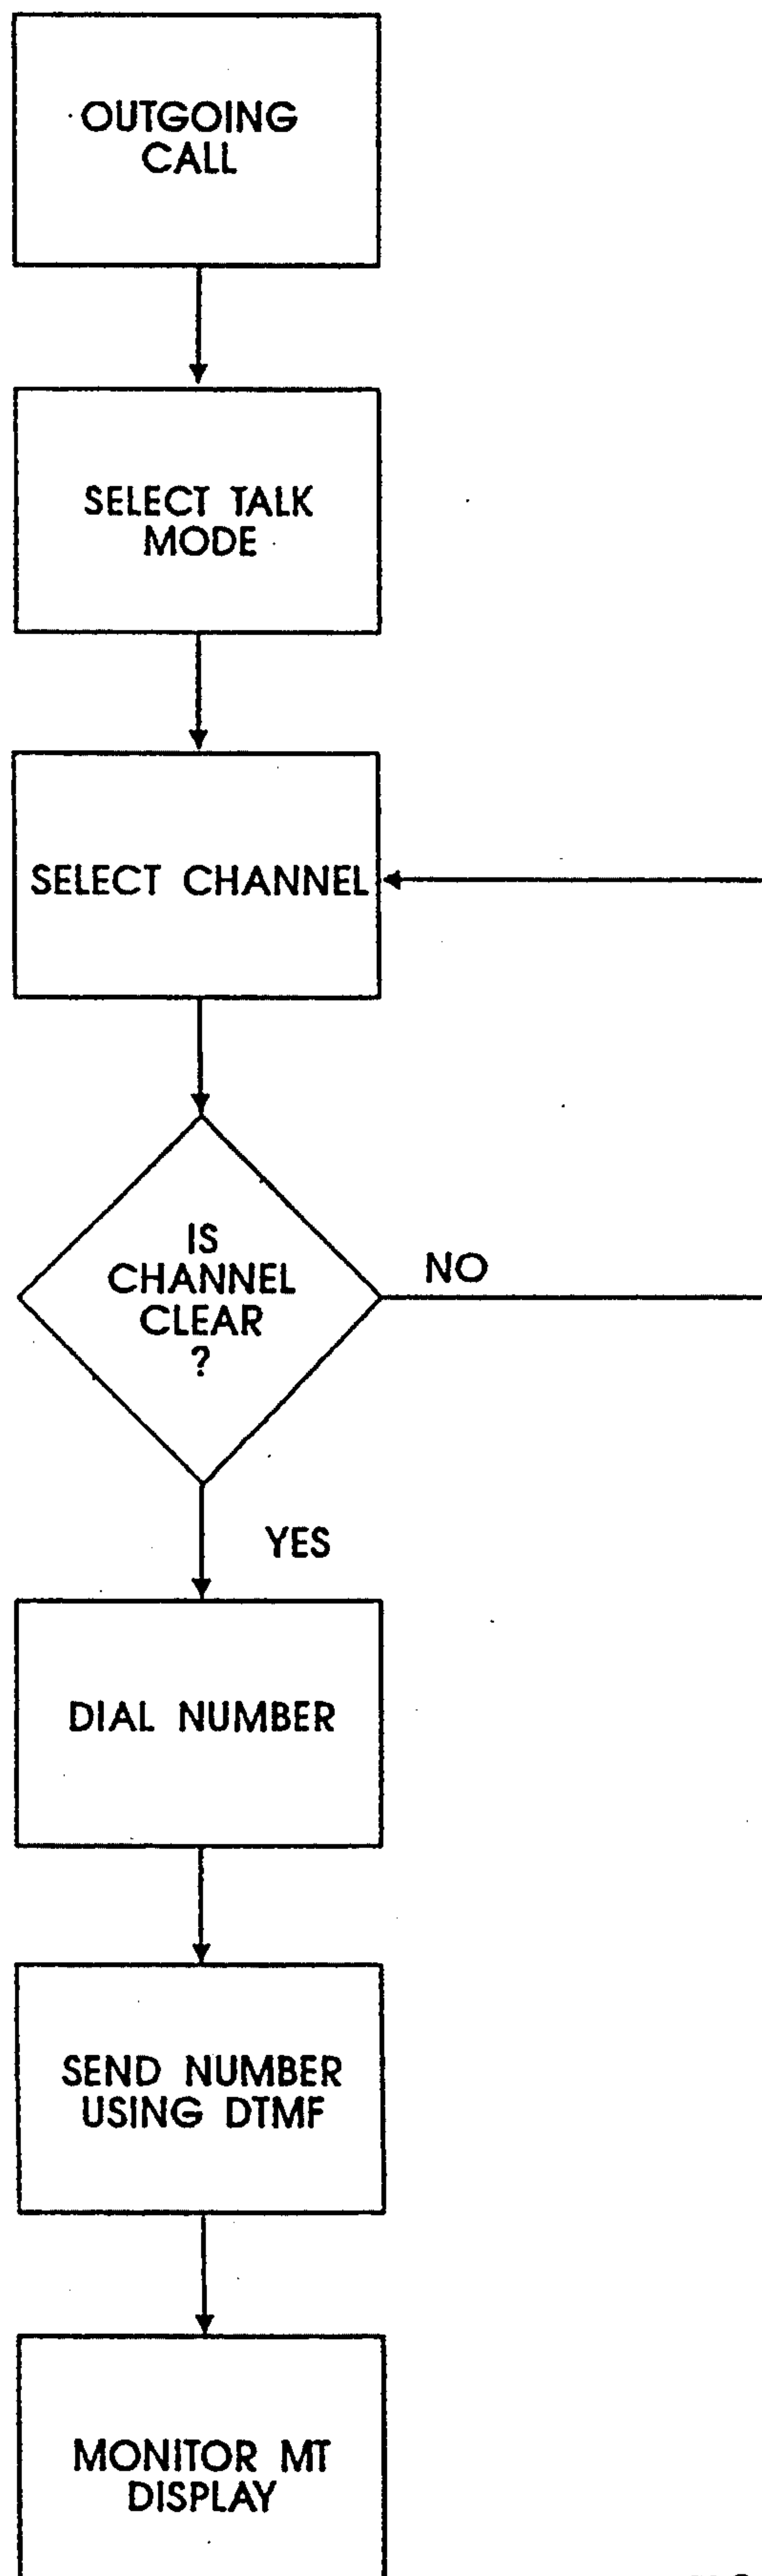 OUTGOING
CALL
SELECT TALK
MODE
SELECT CHANNEL
IS
CHANNEL
CLEAR
?
NO
YES
DIAL NUMBER
SEND NUMBER
USING DTMF
MONITOR MT
DISPLAY